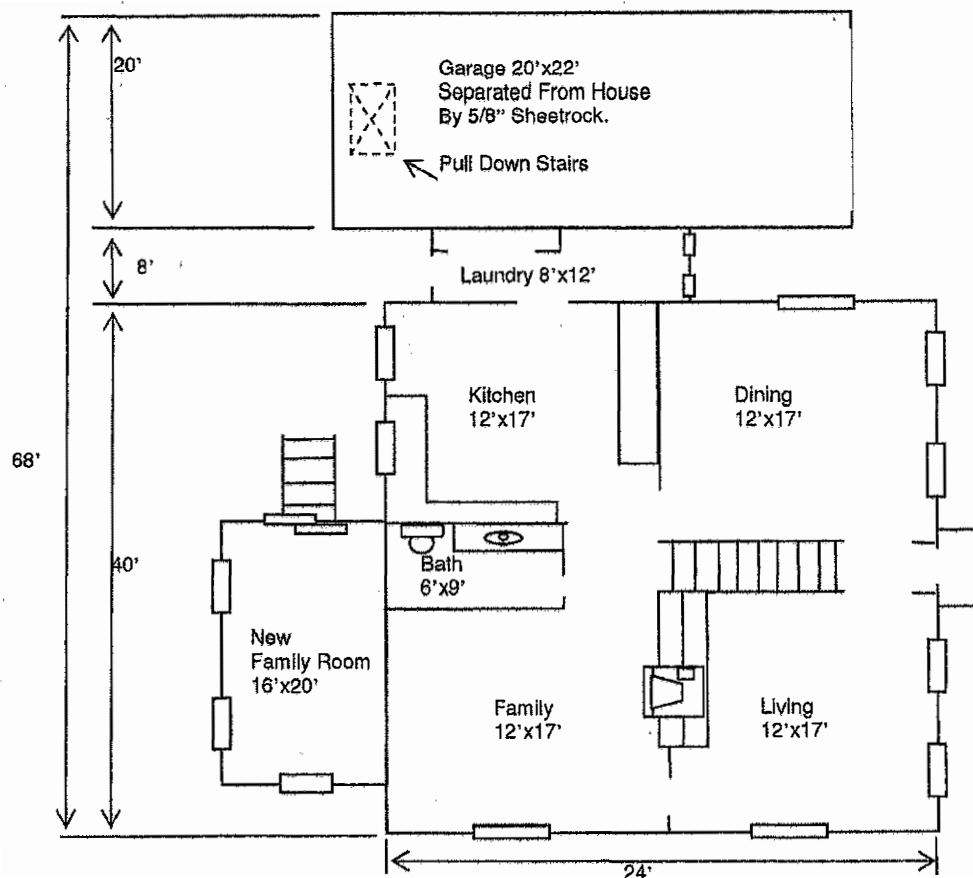 20'
Garage 20'x22'
Separated From House
By 5/8" Sheetrock.
Pull Down Stairs
8'
Laundry 8'x12'
Kitchen
12'x17'
Dining
12'x17'
68'
40'
Bath
6'x9'
New
Family Room
16'x20'
Family
12'x17'
Living
12'x17'
24'